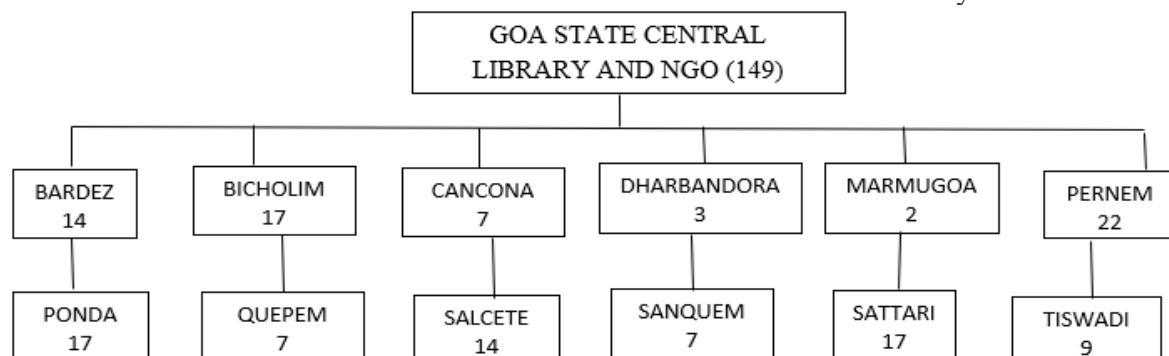 GOA STATE CENTRAL
LIBRARY AND NGO (149)
BARDEZ
14
BICHOLIM
17
CANCONA
7
DHARBANDORA
3
MARMUGOA
2
PERNEM
22
PONDA
17
QUEPEM
7
SALCETE
14
SANQUEM
7
SATTARI
17
TISWADI
9